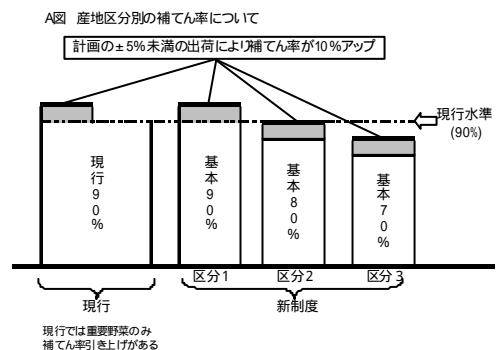 A図 産地区分別の補てん率について
計画の±5%未満の出荷により補てん率が10%アップ
現行水準
(90%)
現行90%
基本90%
基本80%
基本70%
区分1
区分2
区分3
現行
新制度
現行では重要野菜のみ
補てん率引き上げがある